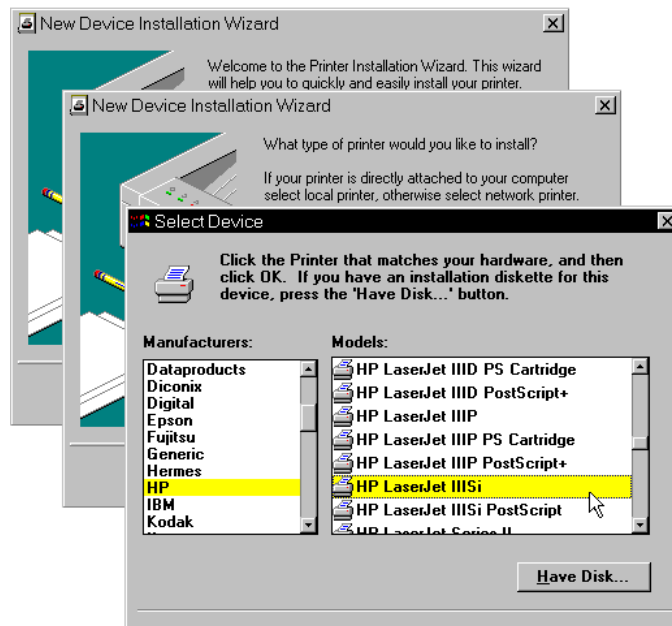 New Device Installation Wizard
Welcome to the Printer Installation Wizard. This wizard
will help you to quickly and easily install your printer.
New Device Installation Wizard
What type of printer would you like to install?
If your printer is directly attached to your computer
select local printer, otherwise select network printer.
Select Device
Click the Printer that matches your hardware, and then
click OK. If you have an installation diskette for this
device, press the 'Have Disk...' button.
Manufacturers:
Dataproducts
Diconix
Digital
Epson
Fujitsu
Generic
Hermes
HP
IBM
Kodak
Models:
HP LaserJet IIID PS Cartridge
HP LaserJet IIID PostScript+
HP LaserJet IIIP
HP LaserJet IIIP PS Cartridge
HP LaserJet IIIP PostScript+
HP LaserJet IIISi
HP LaserJet IIISi PostScript
HP LaserJet Series II
Have Disk...